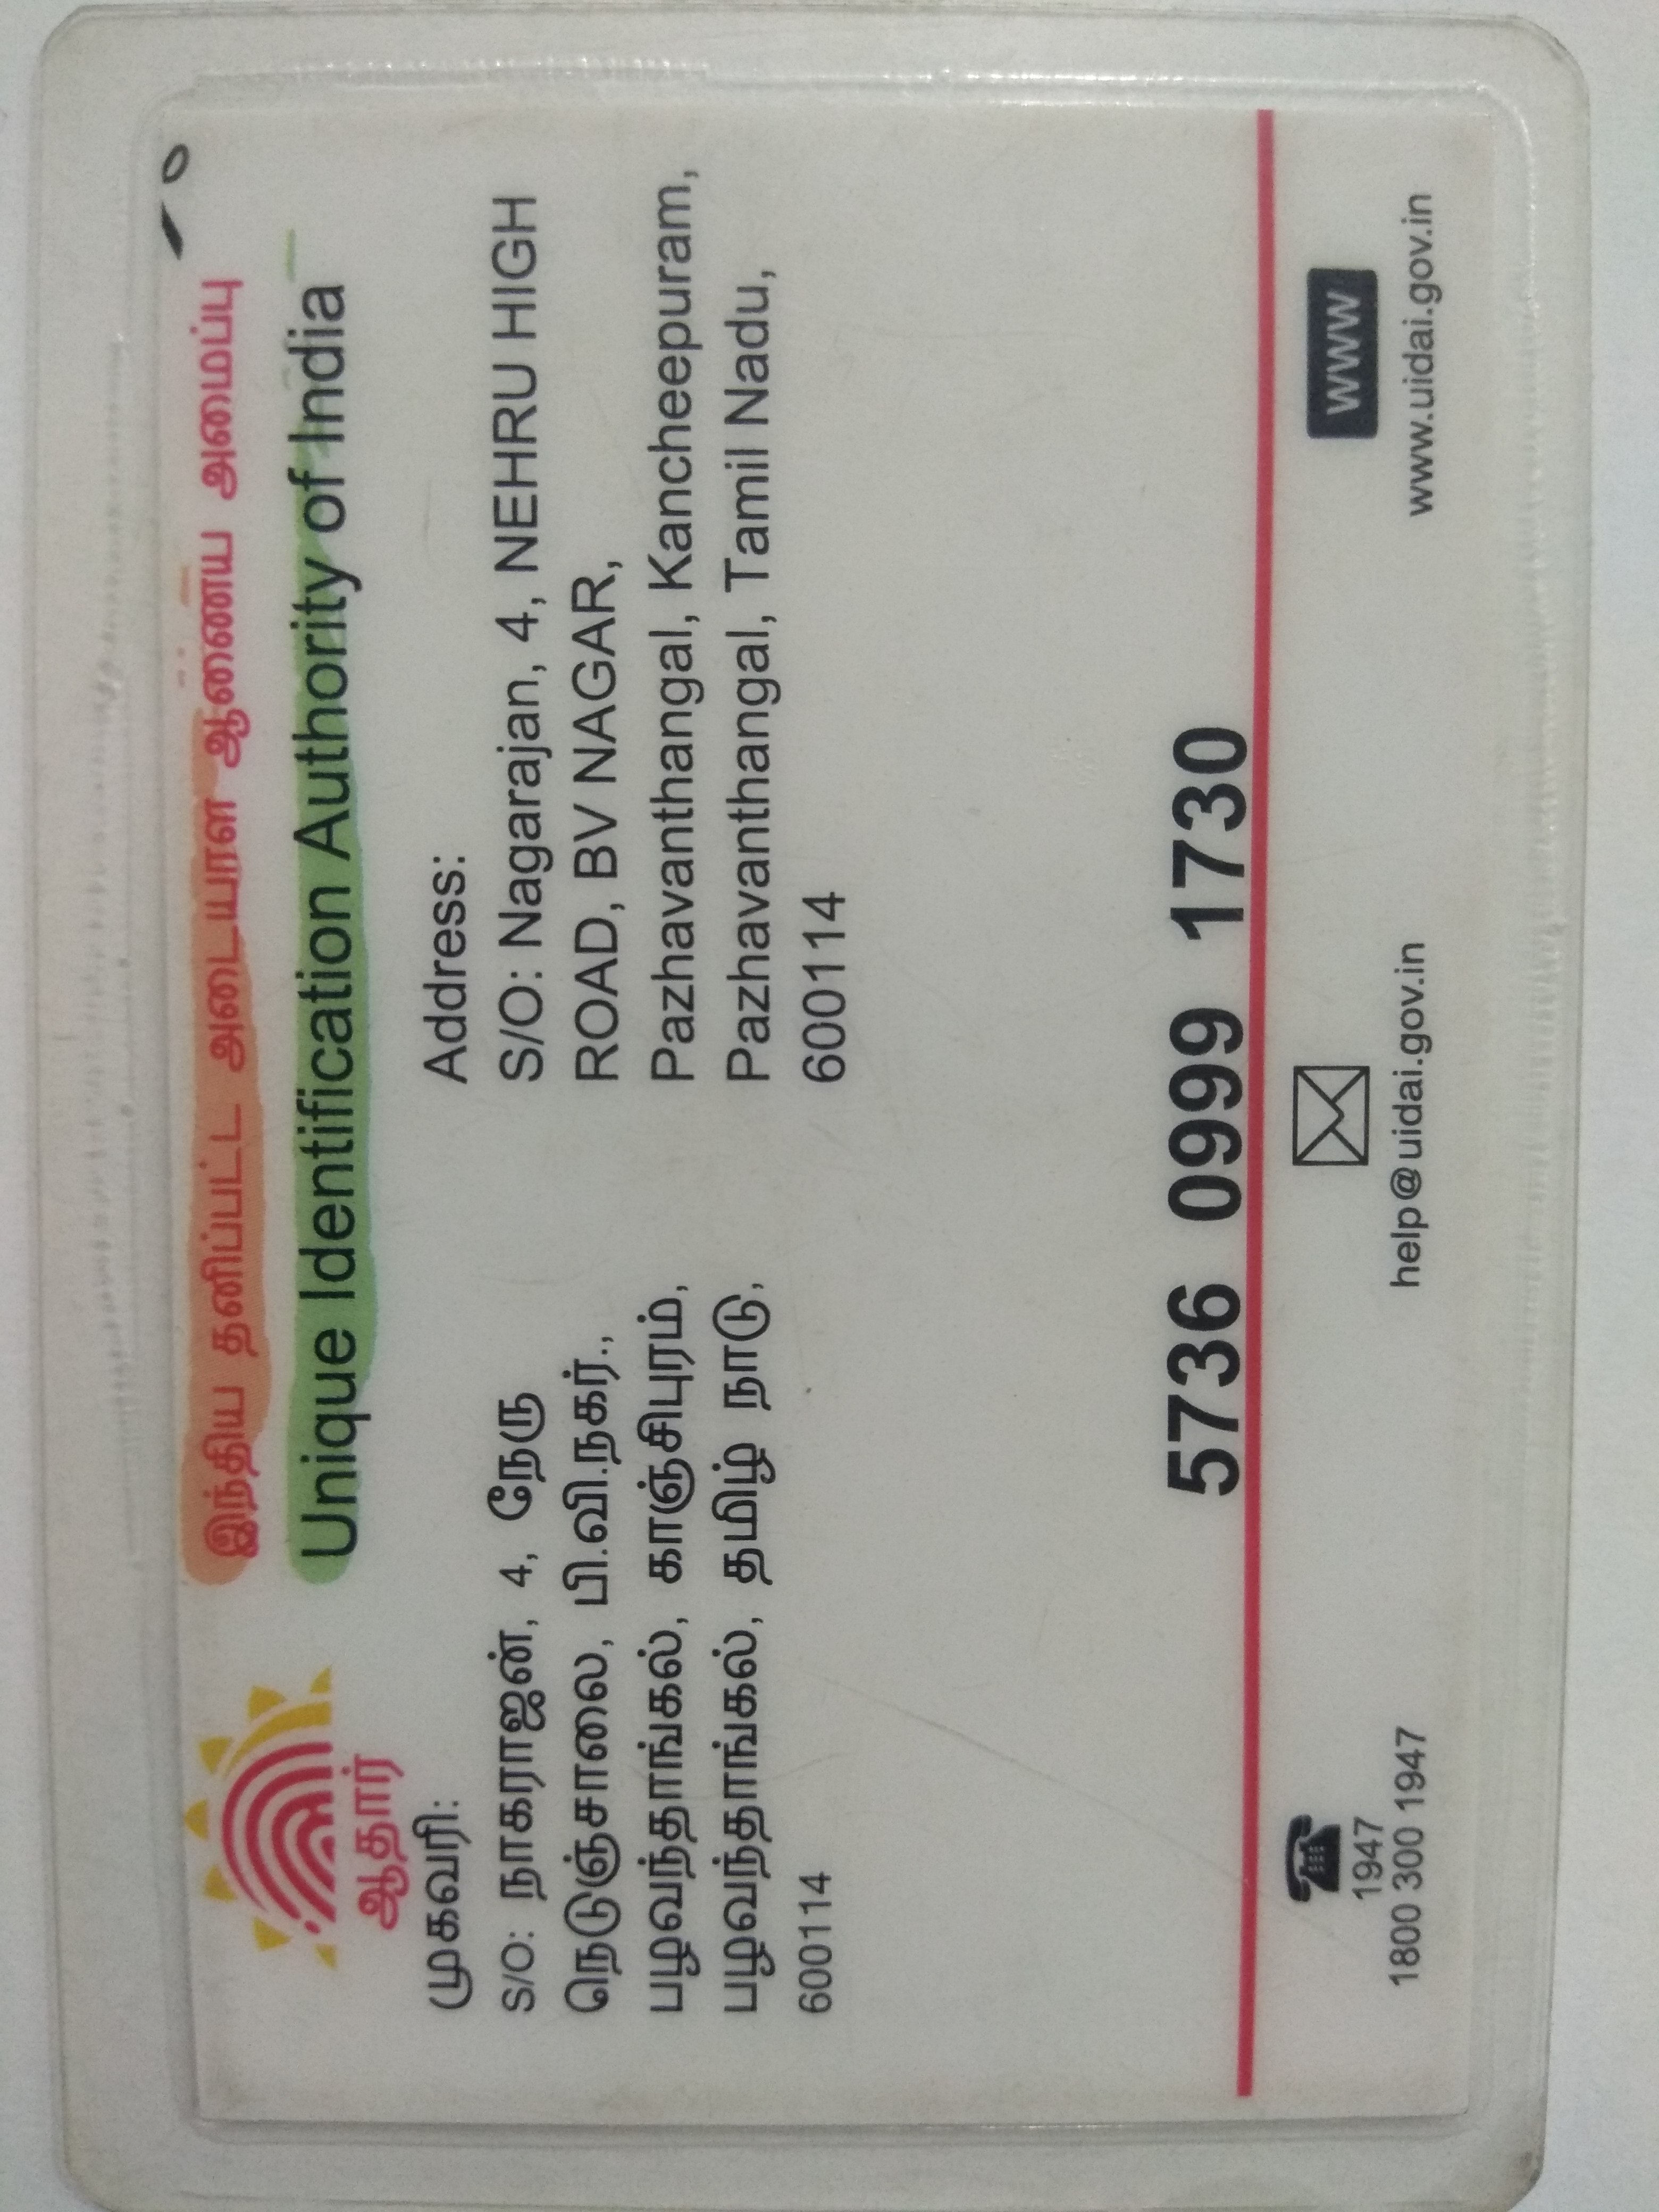 இந்திய தனிப்பட்ட அடையாள ஆணைய அமைப்பு
Unique Identification Authority of India
ஆதார்
முகவரி:
S/O: நாகராஜன், 4, நேரு
நெடுஞ்சாலை, பி.வி.நகர்.,
பழவந்தாங்கல், காஞ்சிபுரம்,
பழவந்தாங்கல், தமிழ் நாடு,
600114
Address:
S/O: Nagarajan, 4, NEHRU HIGH
ROAD, BV NAGAR,
Pazhavanthangal, Kancheepuram,
Pazhavanthangal, Tamil Nadu,
600114
5736 0999 1730
1947
1800 300 1947
help@uidai.gov.in
WWW
www.uidai.gov.in